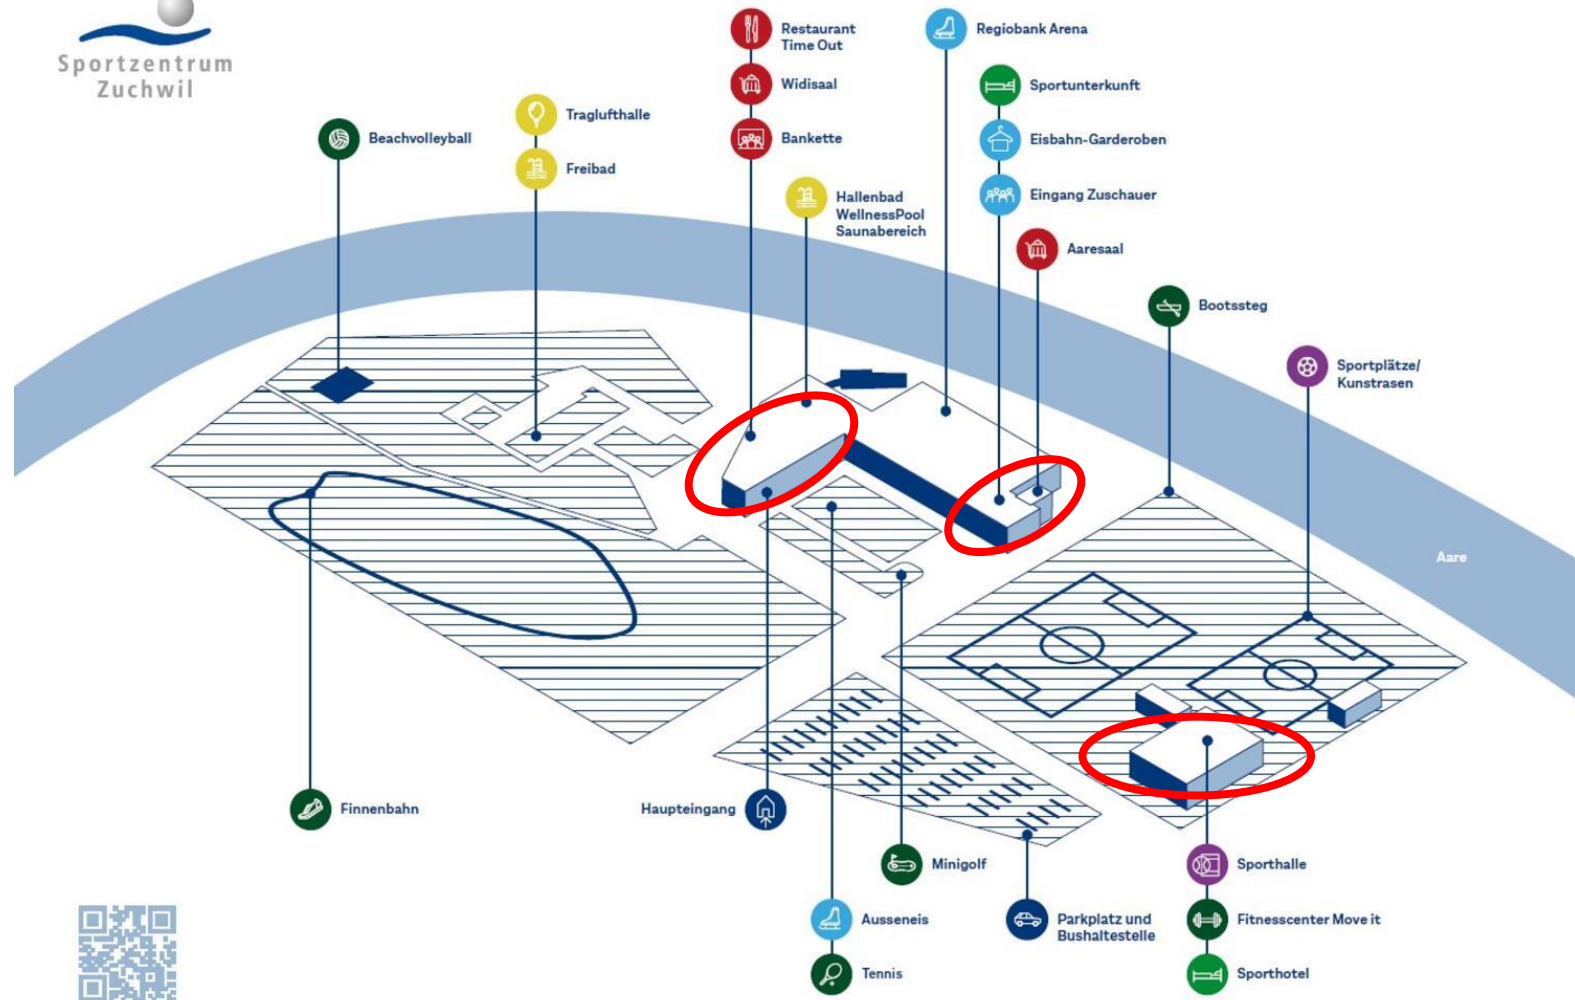 Sportzentrum
Zuchwil
Beachvolleyball
Traglufthalle
Freibad
Restaurant
Time Out
Widisaal
Bankette
Hallenbad
WellnessPool
Saunabereich
Regiobank Arena
Sportunterkunft
Eisbahn-Garderoben
Eingang Zuschauer
Aaresaal
Bootssteg
Sportplätze/
Kunstrasen
Aare
Finnenbahn
Haupteingang
Minigolf
Ausseneis
Tennis
Parkplatz und
Bushaltestelle
Sporthalle
Fitnesscenter Move it
Sporthotel